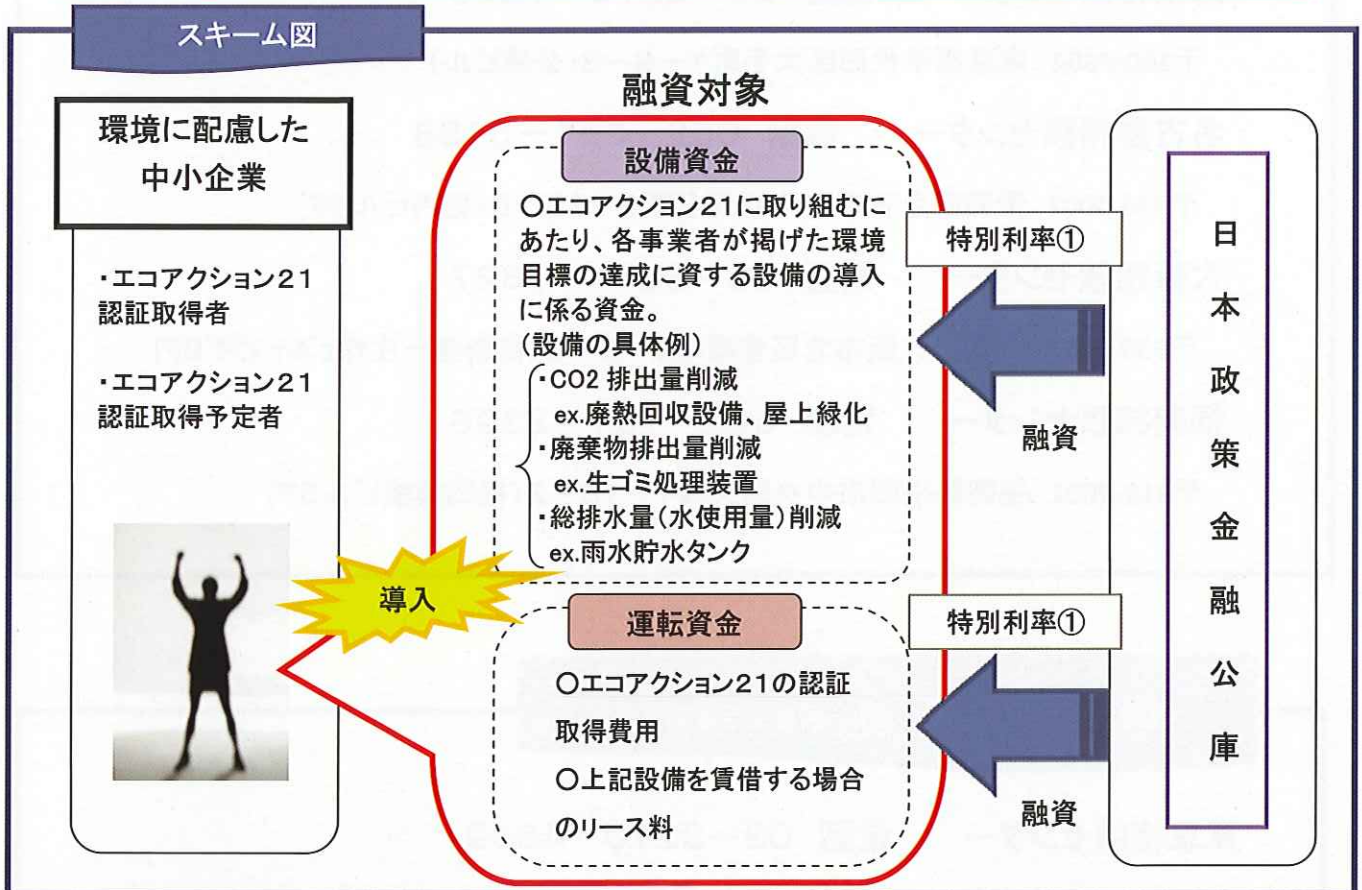 スキーム図
環境に配慮した
中小企業
・エコアクション21
認証取得者
・エコアクション21
認証取得予定者
導入
融資対象
設備資金
○エコアクション21に取り組むに
あたり、各事業者が掲げた環境
目標の達成に資する設備の導入
に係る資金。
(設備の具体例)
・CO2 排出量削減
ex.廃熱回収設備、屋上緑化
・廃棄物排出量削減
ex.生ゴミ処理装置
・総排水量(水使用量)削減
ex.雨水貯水タンク
運転資金
○エコアクション21の認証
取得費用
○上記設備を賃借する場合
のリース料
特別利率①
融資
特別利率①
融資
日本政策金融公庫